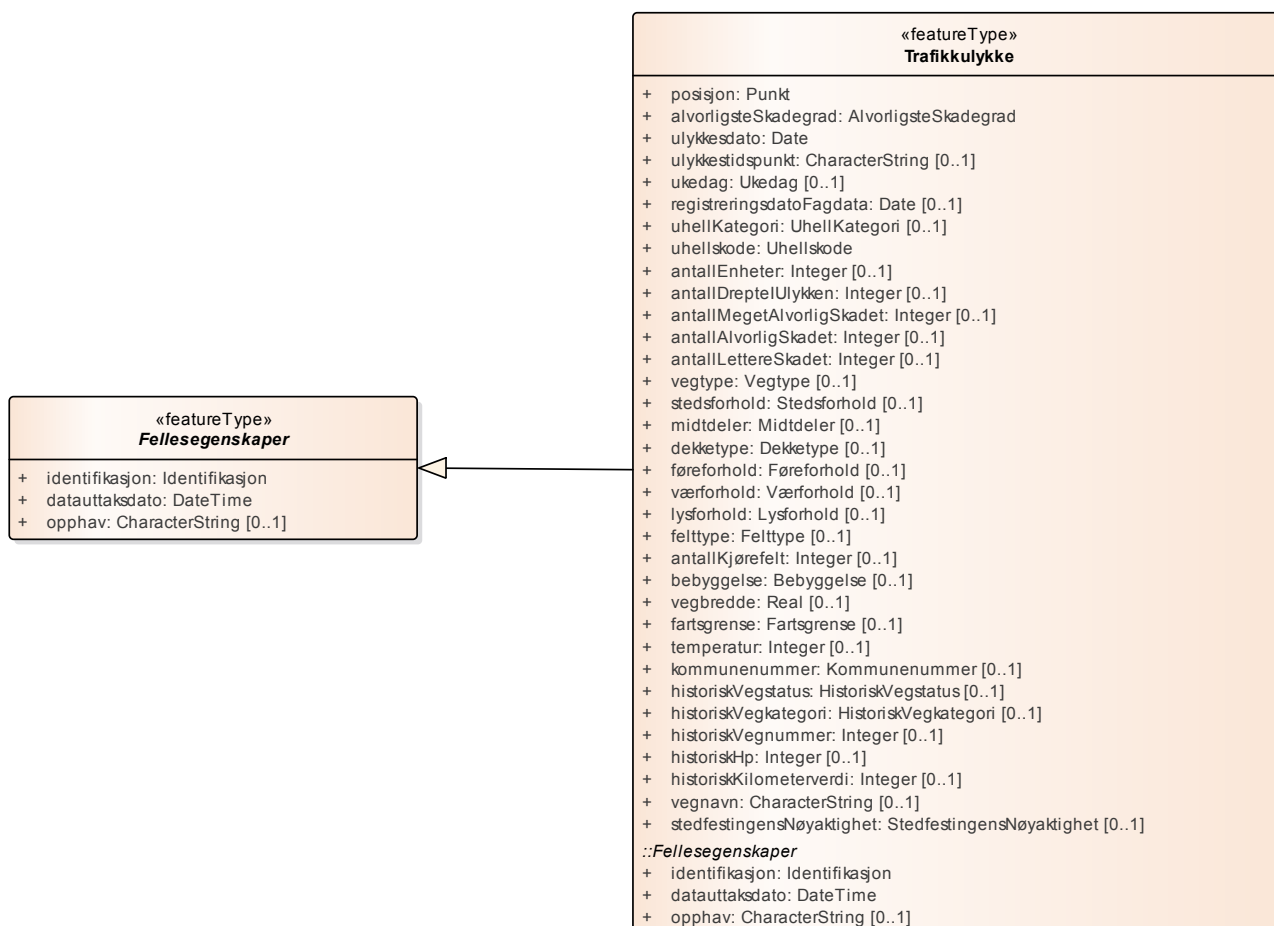 «featureType»
Fellesegenskaper
+ identifikasjon: Identifikasjon
+ datauttaksdato: DateTime
+ opphav: CharacterString [0..1]
«featureType»
Trafikkulykke
+ posisjon: Punkt
+ alvorligsteSkadegrad: AlvorligsteSkadegrad
+ ulykkesdato: Date
+ ulykkestidspunkt: CharacterString [0..1]
+ ukedag: Ukedag [0..1]
+ registreringsdatoFagdata: Date [0..1]
+ uhellKategori: UhellKategori [0..1]
+ uhellskode: Uhellskode
+ antallEnheter: Integer [0..1]
+ antallDrepteIUlykken: Integer [0..1]
+ antallMegetAlvorligSkadet: Integer [0..1]
+ antallAlvorligSkadet: Integer [0..1]
+ antallLettereSkadet: Integer [0..1]
+ vegtype: Vegtype [0..1]
+ stedsforhold: Stedsforhold [0..1]
+ midtdeler: Midtdeler [0..1]
+ dekketype: Dekketype [0..1]
+ føreforhold: Føreforhold [0..1]
+ værforhold: Værforhold [0..1]
+ lysforhold: Lysforhold [0..1]
+ felttype: Felttype [0..1]
+ antallKjørefelt: Integer [0..1]
+ bebyggelse: Bebyggelse [0..1]
+ vegbredde: Real [0..1]
+ fartsgrense: Fartsgrense [0..1]
+ temperatur: Integer [0..1]
+ kommunenummer: Kommunenummer [0..1]
+ historiskVegstatus: HistoriskVegstatus [0..1]
+ historiskVegkategori: HistoriskVegkategori [0..1]
+ historiskVegnummer: Integer [0..1]
+ historiskHp: Integer [0..1]
+ historiskKilometerverdi: Integer [0..1]
+ vegnavn: CharacterString [0..1]
+ stedfestingensNøyaktighet: StedfestingensNøyaktighet [0..1]
::Fellesegenskaper
+ identifikasjon: Identifikasjon
+ datauttaksdato: DateTime
+ opphav: CharacterString [0..1]